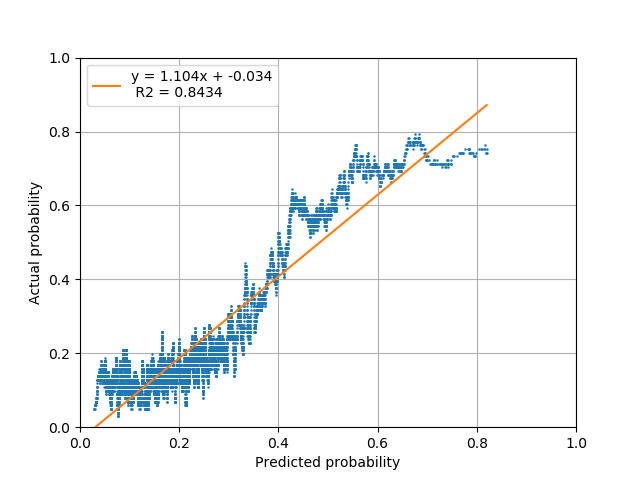 y = 1.104x + -0.034
R2 = 0.8434
1.0
0.8
0.6
0.4
0.2
0.0
Actual probability
0.0 0.2 0.4 0.6 0.8 1.0
Predicted probability